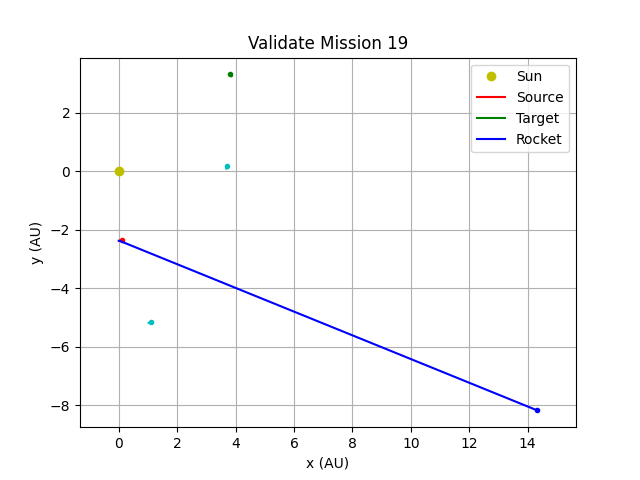 Validate Mission 19
Sun
Source
Target
Rocket
2
0
−2
−4
−6
−8
y (AU)
0
2
4
6
8
10
12
14
x (AU)